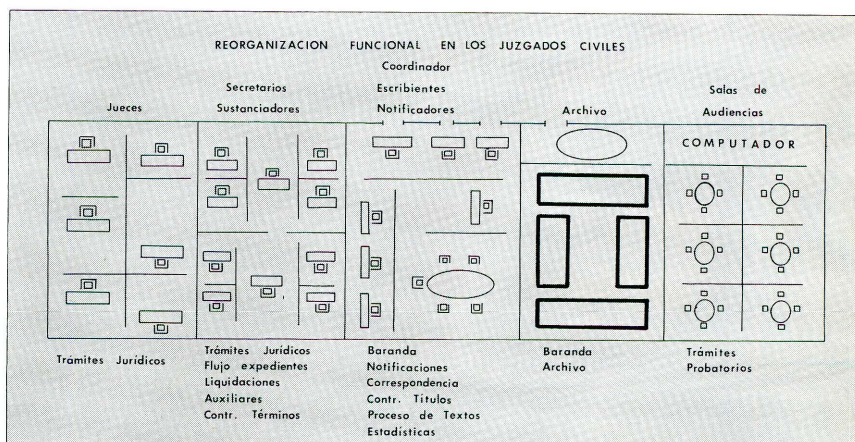 REORGANIZACION FUNCIONAL EN LOS JUZGADOS CIVILES
Jueces
Secretarios
Sustanciadores
Coordinador
Escribientes
Notificadores
Archivo
Salas de
Audiencias
COMPUTADOR
Trámites Jurídicos
Trámites Jurídicos
Flujo expedientes
Liquidaciones
Auxiliares
Contr. Términos
Baranda
Notificaciones
Correspondencia
Contr. Títulos
Proceso de Textos
Estadísticas
Baranda
Archivo
Trámites
Probatorios